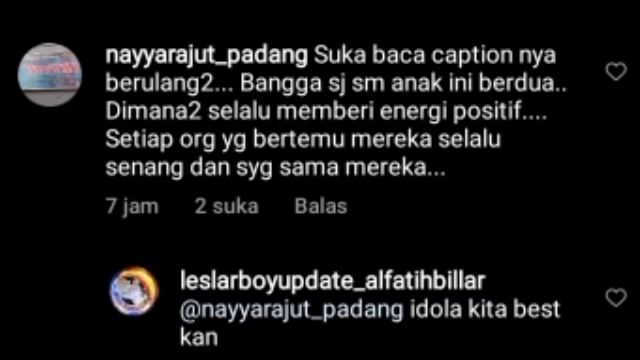 nayyarajut_padang Suka baca caption nya
berulang2... Bangga sj sm anak ini berdua..
Dimana2 selalu memberi energi positif....
Setiap org yg bertemu mereka selalu
senang dan syg sama mereka...
7 jam 2 suka Balas
leslarboyupdate_alfatihbillar
@nayyarajut_padang idola kita best
kan